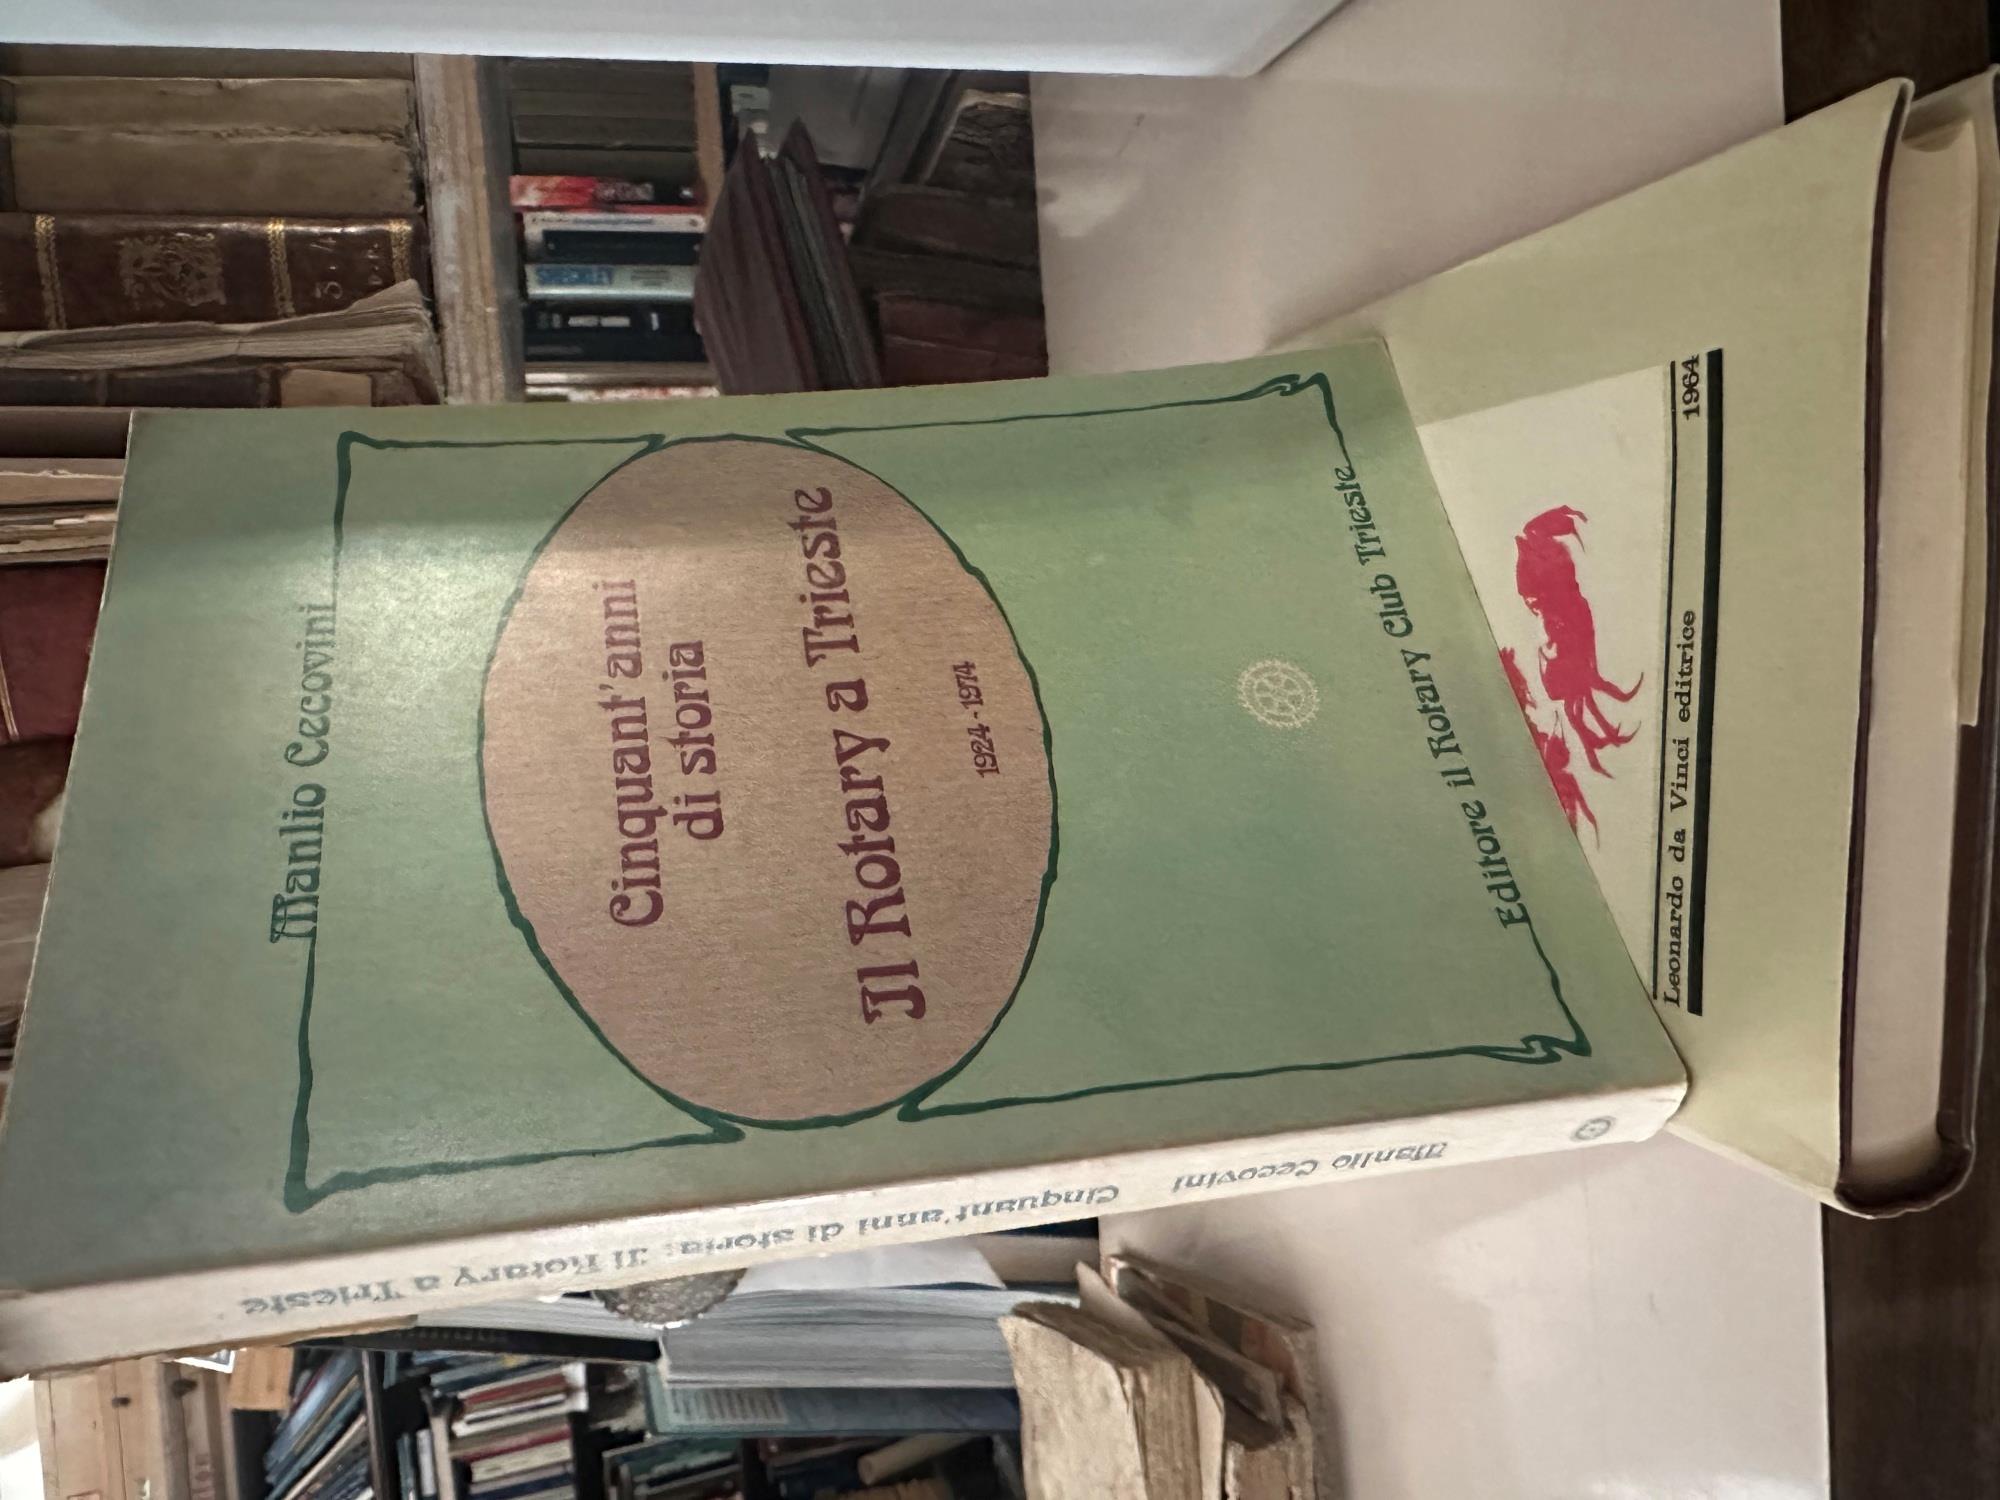 Manlio Cecovini
Cinquant'anni
di storia
Il Rotary a Trieste
1924-1974
Editore il Rotary Club Trieste
Manlio Cecovini Cinquant'anni di storia: Il Rotary a Trieste
Leonardo da Vinci editrice 1964
SHECKLEY